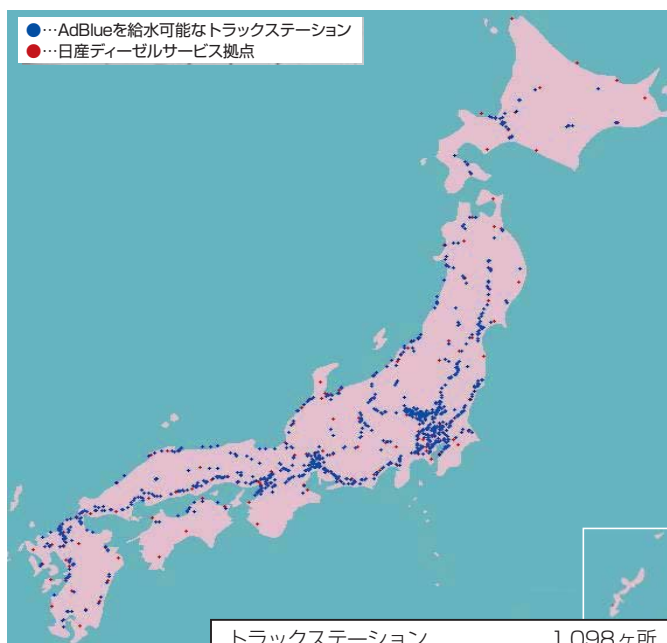 ●…AdBlueを給水可能なトラックステーション
●…日産ディーゼルサービス拠点
トラックステーション 1,098ヶ所